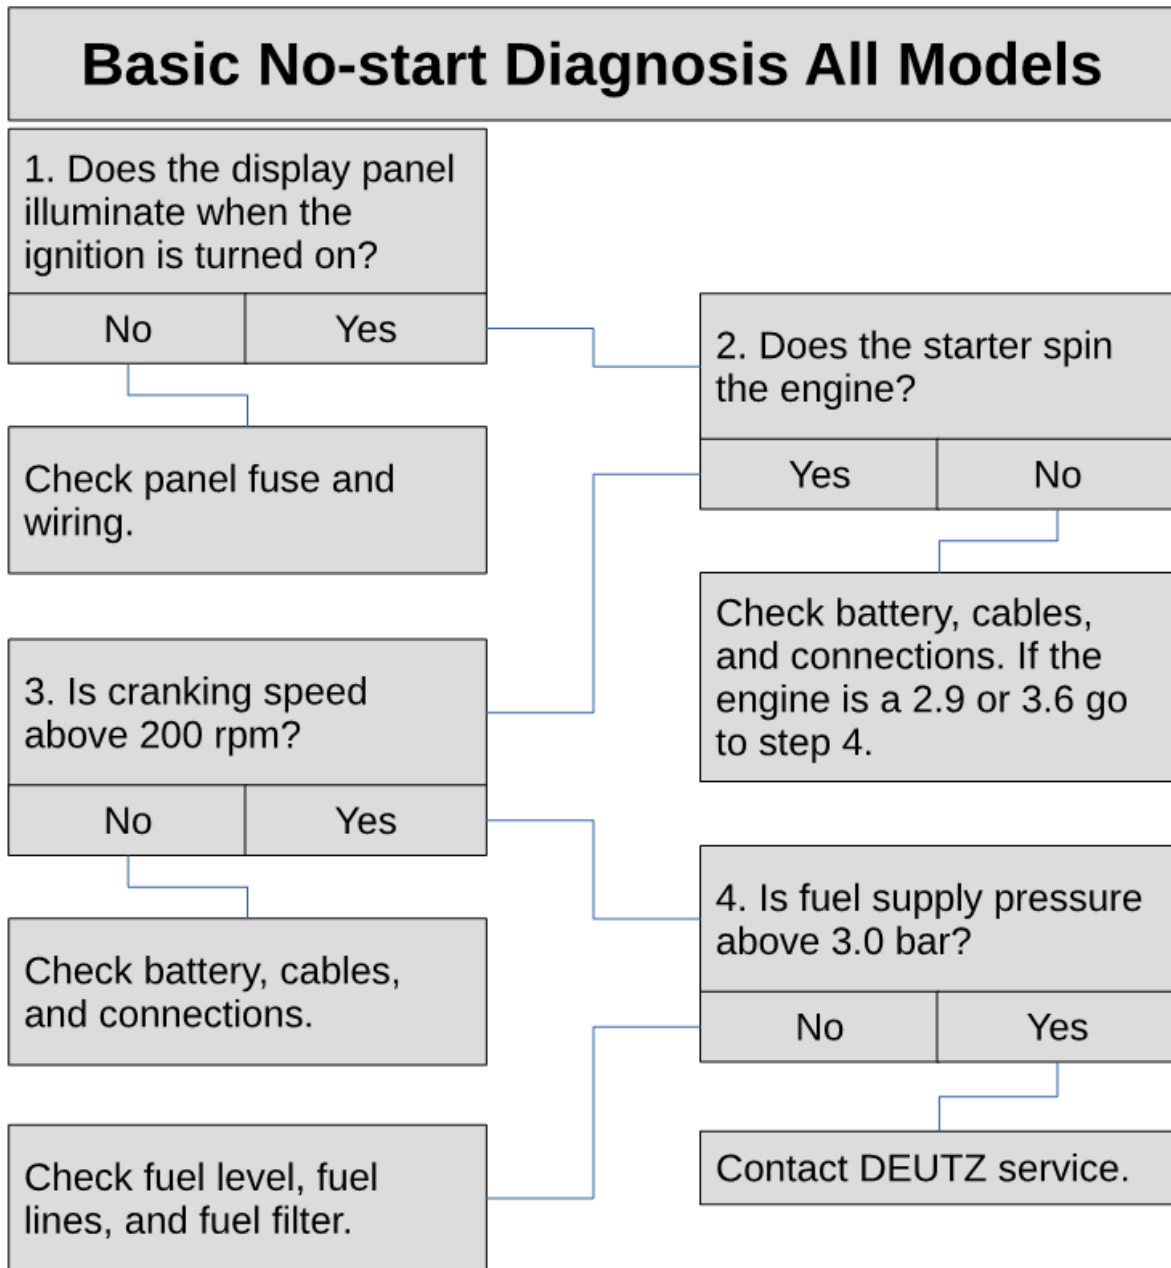 Basic No-start Diagnosis All Models
1. Does the display panel
illuminate when the
ignition is turned on?
No
Yes
Check panel fuse and
wiring.
2. Does the starter spin
the engine?
Yes
No
Check battery, cables,
and connections. If the
engine is a 2.9 or 3.6 go
to step 4.
3. Is cranking speed
above 200 rpm?
No
Yes
Check battery, cables,
and connections.
4. Is fuel supply pressure
above 3.0 bar?
No
Yes
Check fuel level, fuel
lines, and fuel filter.
Contact DEUTZ service.